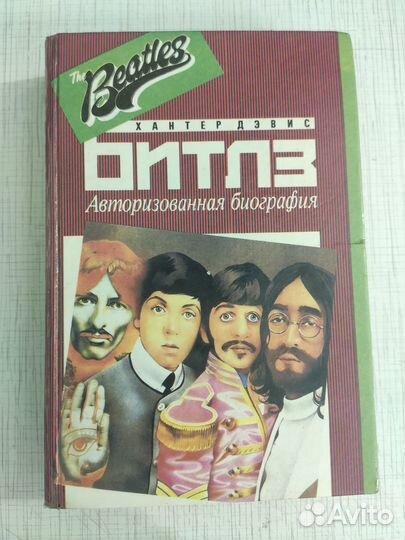 The
Beatles
ХАНТЕР ДЭВИС
БИТЛЗ
Авторизованная биография
Avito